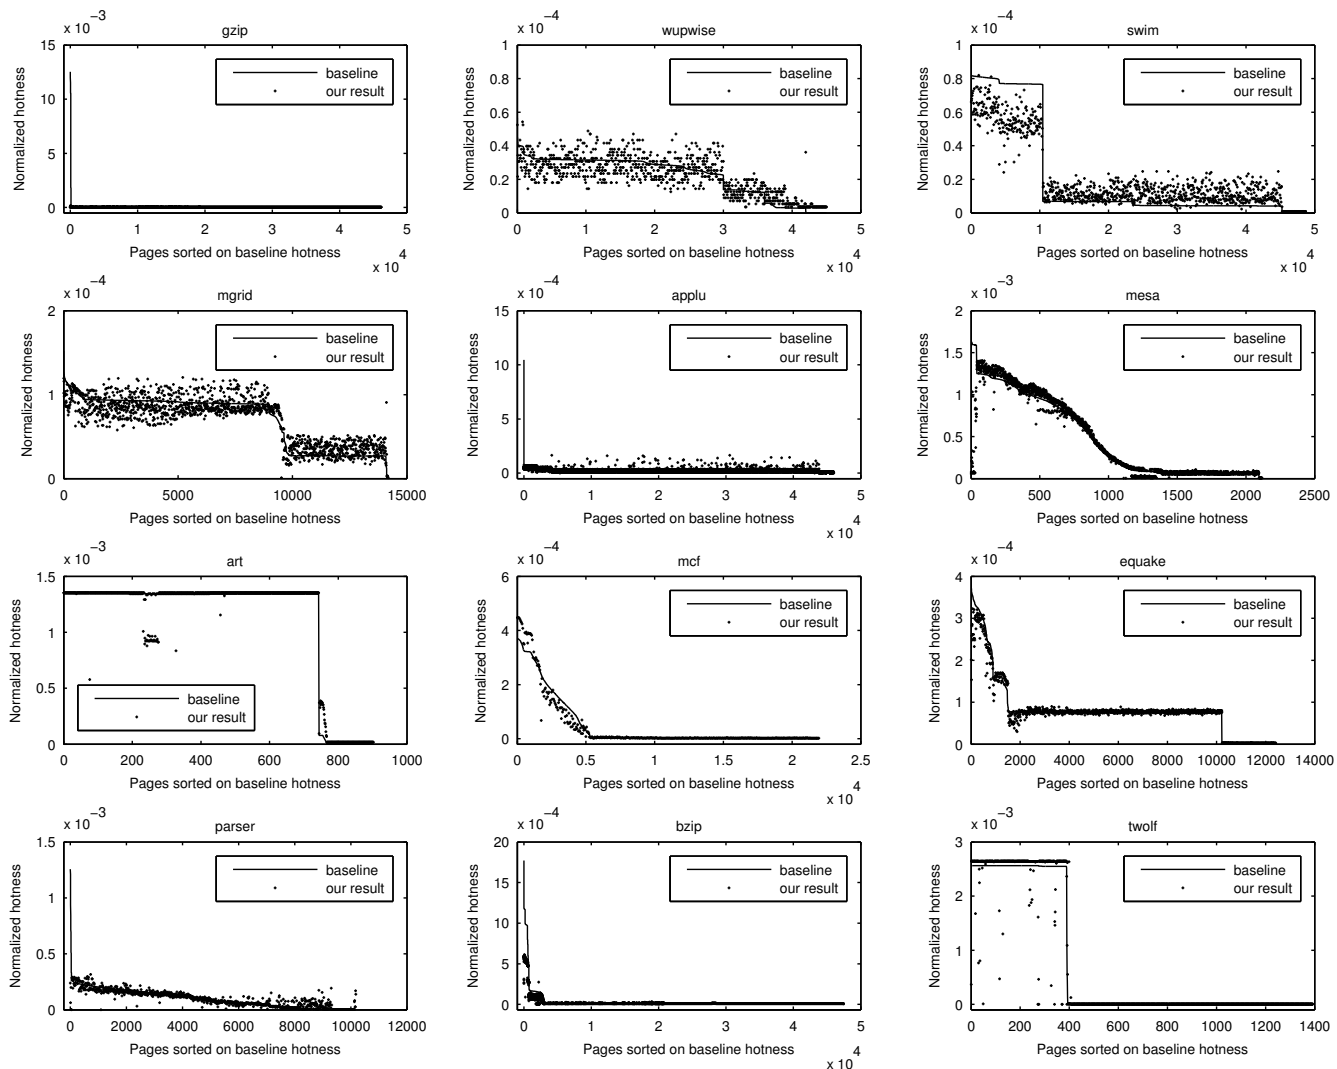 x 10^-3
gzip
15
10
5
0
Normalized hotness
baseline
our result
0 1 2 3 4 5
Pages sorted on baseline hotness
x 10^4
x 10^-4
wupwise
1
0.8
0.6
0.4
0.2
0
Normalized hotness
baseline
our result
0 1 2 3 4 5
Pages sorted on baseline hotness
x 10^4
x 10^-4
swim
1
0.8
0.6
0.4
0.2
0
Normalized hotness
baseline
our result
0 1 2 3 4 5
Pages sorted on baseline hotness
x 10^4
x 10^-4
mgrid
2
1
0
Normalized hotness
baseline
our result
0 5000 10000 15000
Pages sorted on baseline hotness
x 10^-4
applu
15
10
5
0
Normalized hotness
baseline
our result
0 1 2 3 4 5
Pages sorted on baseline hotness
x 10^4
x 10^-3
mesa
2
1.5
1
0.5
0
Normalized hotness
baseline
our result
0 500 1000 1500 2000 2500
Pages sorted on baseline hotness
x 10^-3
art
1.5
1
0.5
0
Normalized hotness
baseline
our result
0 200 400 600 800 1000
Pages sorted on baseline hotness
x 10^-4
mcf
6
4
2
0
Normalized hotness
baseline
our result
0 0.5 1 1.5 2 2.5
Pages sorted on baseline hotness
x 10^4
x 10^-4
equake
4
3
2
1
0
Normalized hotness
baseline
our result
0 2000 4000 6000 8000 10000 12000 14000
Pages sorted on baseline hotness
x 10^-3
parser
1.5
1
0.5
0
Normalized hotness
baseline
our result
0 2000 4000 6000 8000 10000 12000
Pages sorted on baseline hotness
x 10^-4
bzip
20
15
10
5
0
Normalized hotness
baseline
our result
0 1 2 3 4 5
Pages sorted on baseline hotness
x 10^4
x 10^-3
twolf
3
2
1
0
Normalized hotness
baseline
our result
0 200 400 600 800 1000 1200 1400
Pages sorted on baseline hotness